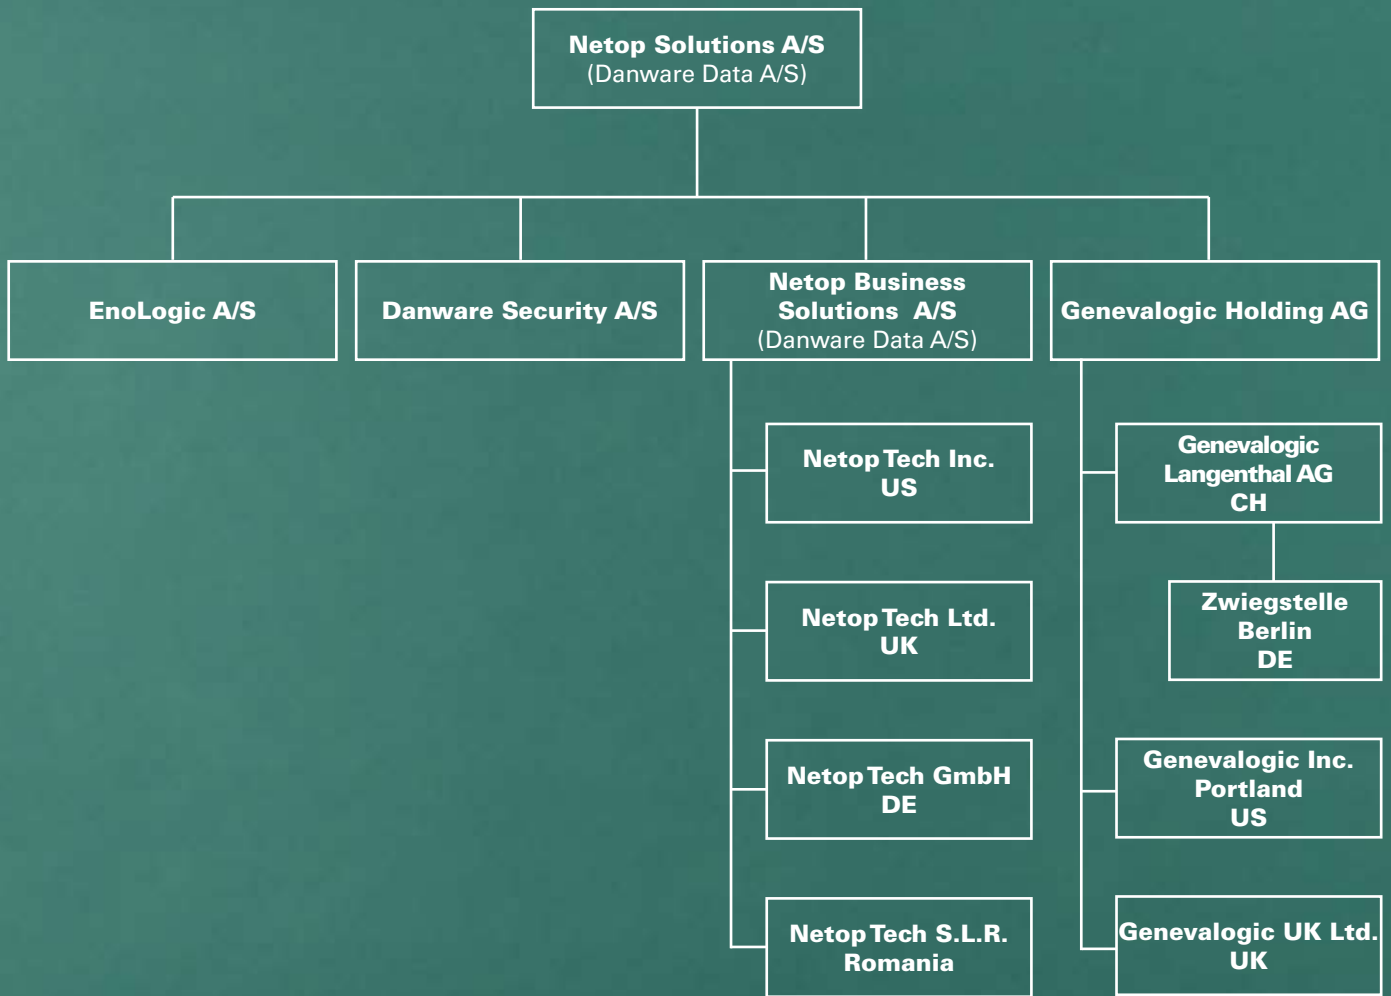 Netop Solutions A/S
(Danware Data A/S)
EnoLogic A/S
Danware Security A/S
Netop Business
Solutions A/S
(Danware Data A/S)
Genevalogic Holding AG
Netop Tech Inc.
US
Netop Tech Ltd.
UK
Netop Tech GmbH
DE
Netop Tech S.L.R.
Romania
Genevalogic
Langenthal AG
CH
Zwiegstelle
Berlin
DE
Genevalogic Inc.
Portland
US
Genevalogic UK Ltd.
UK